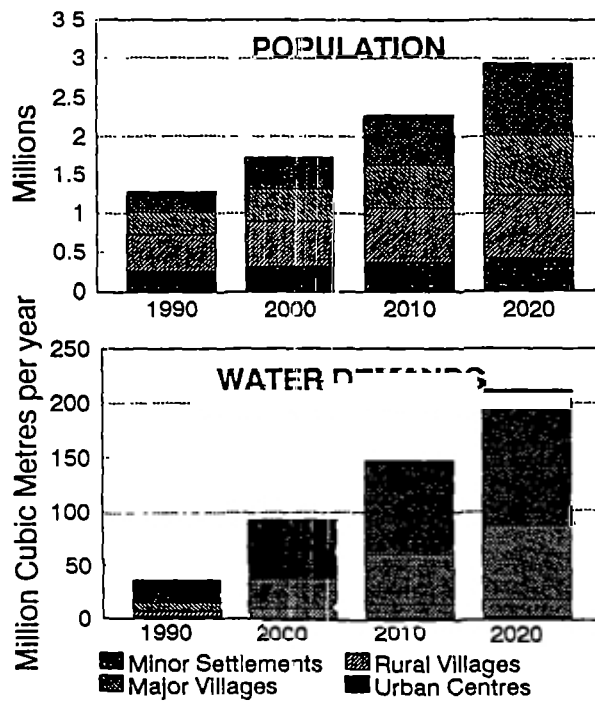 POPULATION
Millions
3 5
3
2.5
2
1.5
1
0.5
0
1990 2000 2010 2020
WATER DEMANDS
Million Cubic Metres per year
250
200
150
100
50
0
1990 2000 2010 2020
Minor Settlements Rural Villages
Major Villages Urban Centres